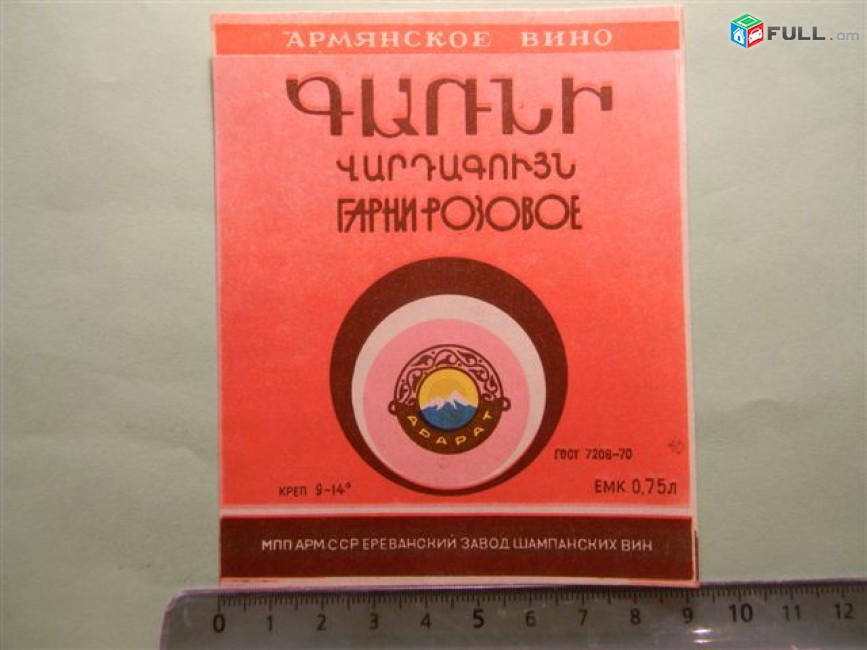 FULL.am
АРМЯНСКОЕ ВИНО
ԳԱՌՆԻ
ՎԱՐԴԱԳՈՒՅՆ
ГАРНИ-РОЗОВОЕ
АРАРАТ
ГОСТ 7208-70
КРЕП 9-14° ЕМК 0,75л
МПП АРМ.ССР ЕРЕВАНСКИЙ ЗАВОД ШАМПАНСКИХ ВИН
0 1 2 3 4 5 6 7 8 9 10 11 12